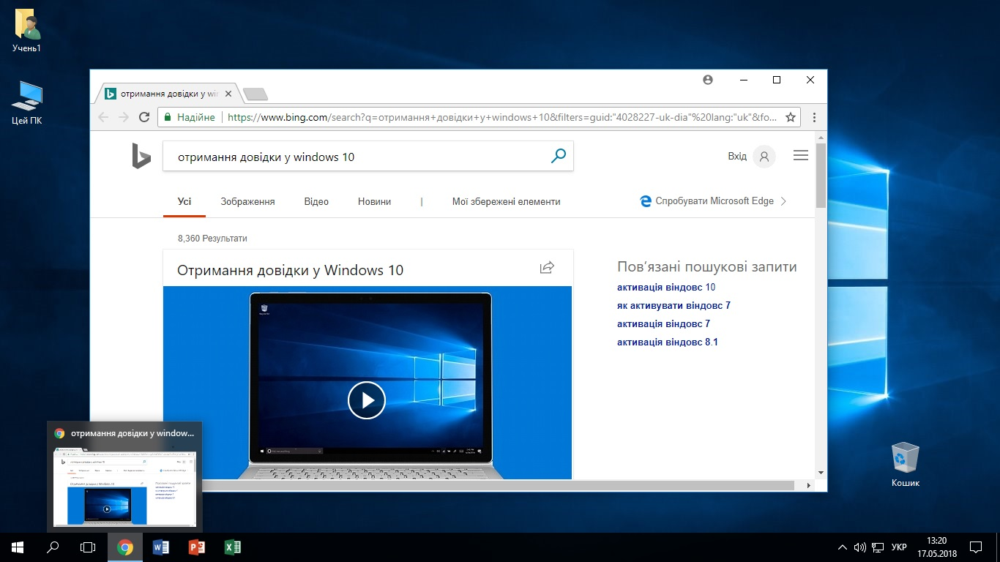 Учень1
Цей ПК
отримання довідки у wir
Надійне
https://www.bing.com/search?q=отримання+довідки+у+windows+10&filters=guid:"4028227-uk-dia"%20lang:"uk"&fo...
отримання довідки у windows 10
Вхід
Усі Зображення Відео Новини | Мої збережені елементи
Спробувати Microsoft Edge
8,360 Результати
Отримання довідки у Windows 10
Пов’язані пошукові запити
активація віндовс 10
як активувати віндовс 7
активація віндовс 7
активація віндовс 8.1
отримання довідки у window...
Кошик
УКР
13:20
17.05.2018